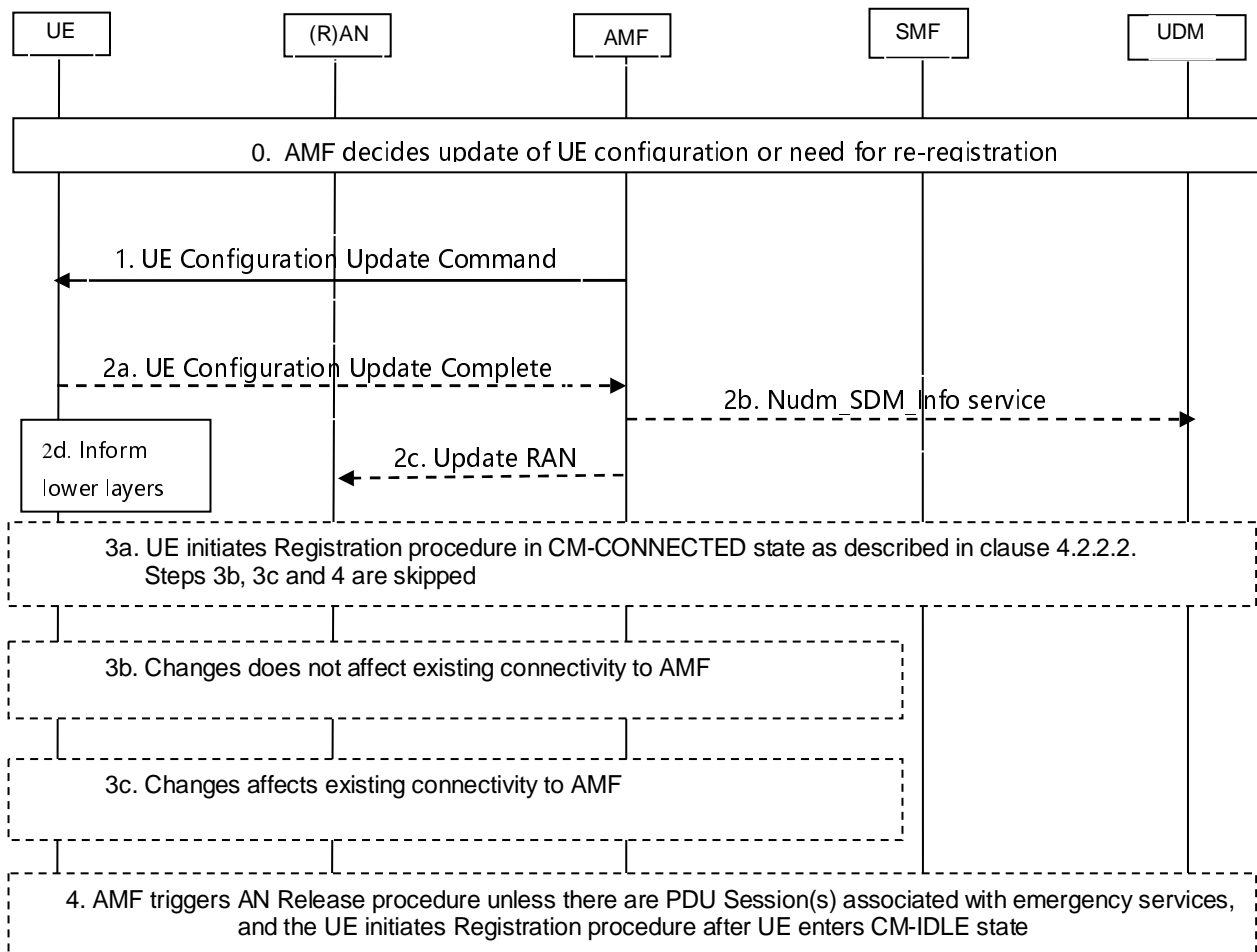 UE
(R)AN
AMF
SMF
UDM
0. AMF decides update of UE configuration or need for re-registration
1. UE Configuration Update Command
2a. UE Configuration Update Complete
2b. Nudm_SDM_Info service
2c. Update RAN
2d. Inform
lower layers
3a. UE initiates Registration procedure in CM-CONNECTED state as described in clause 4.2.2.2.
Steps 3b, 3c and 4 are skipped
3b. Changes does not affect existing connectivity to AMF
3c. Changes affects existing connectivity to AMF
4. AMF triggers AN Release procedure unless there are PDU Session(s) associated with emergency services,
and the UE initiates Registration procedure after UE enters CM-IDLE state